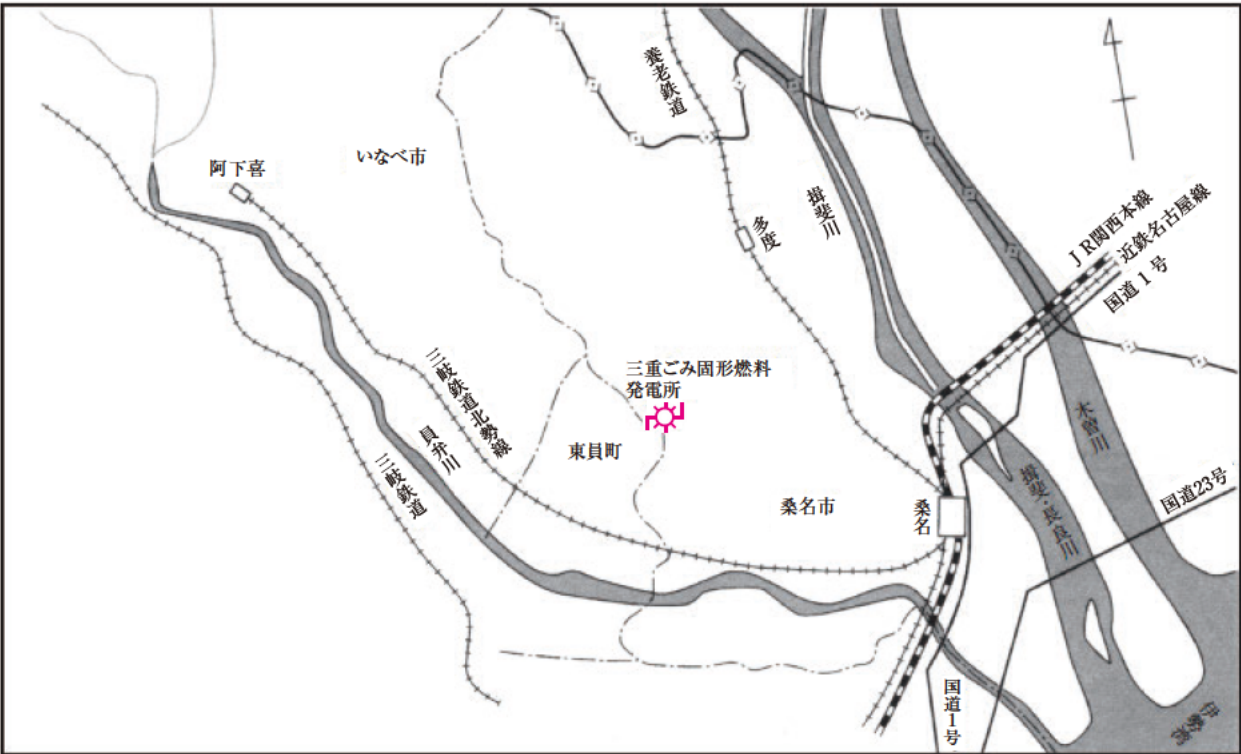 養老鉄道
いなべ市
阿下喜
揖斐川
多度
JR関西本線
近鉄名古屋線
国道1号
三岐鉄道北勢線
三重ごみ固形燃料
発電所
員弁川
三岐鉄道
東員町
木曾川
揖斐・長良川
国道23号
桑名市
桑名
国道1号
伊勢湾